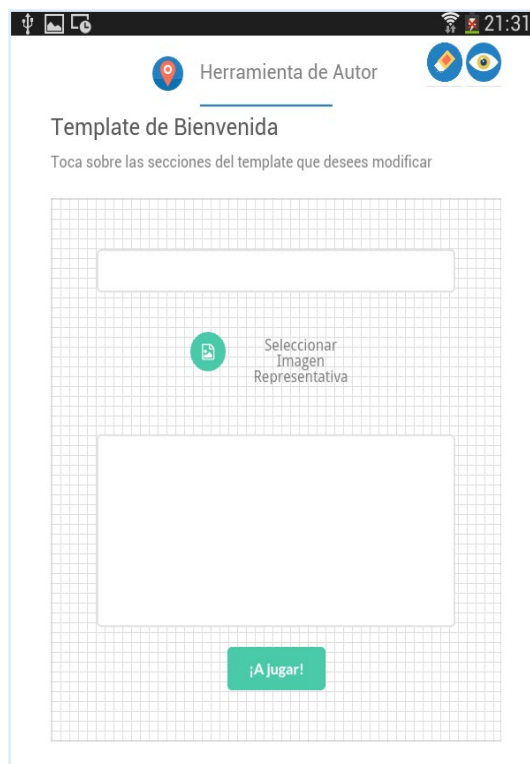 21:31
Herramienta de Autor
Template de Bienvenida
Toca sobre las secciones del template que desees modificar
Seleccionar
Imagen
Representativa
¡A jugar!